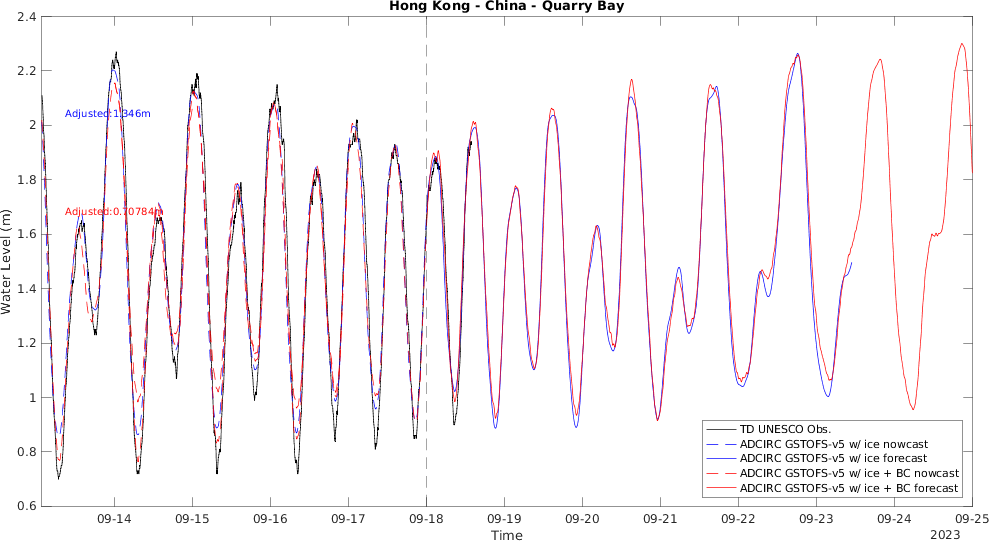 Hong Kong - China - Quarry Bay
2.4
2.2
2
1.8
1.6
1.4
1.2
1
0.8
0.6
Water Level (m)
Adjusted:1.346m
Adjusted:0.70784m
TD UNESCO Obs.
ADCIRC GSTOFS-v5 w/ ice nowcast
ADCIRC GSTOFS-v5 w/ ice forecast
ADCIRC GSTOFS-v5 w/ ice + BC nowcast
ADCIRC GSTOFS-v5 w/ ice + BC forecast
09-14 09-15 09-16 09-17 09-18 09-19 09-20 09-21 09-22 09-23 09-24 09-25
Time
2023